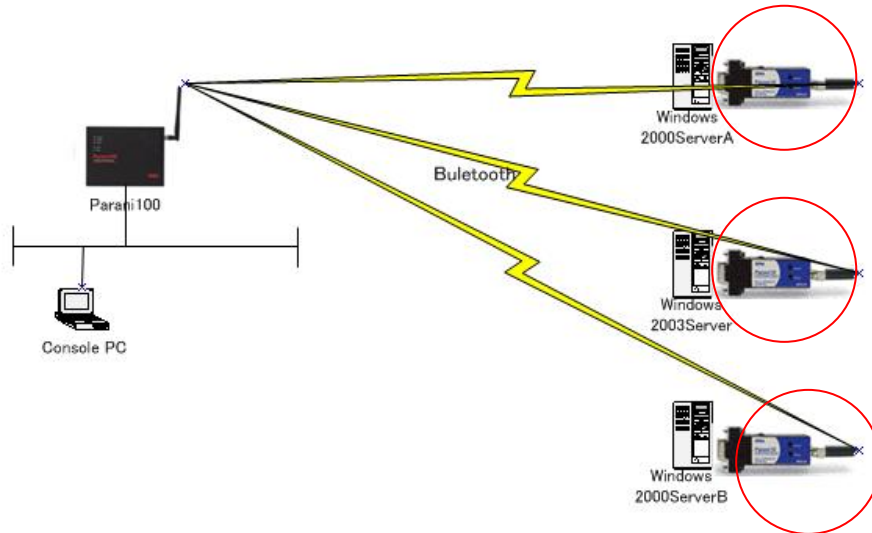 Windows
2000ServerA
Buletooth
Parani100
Windows
2003Server
Console PC
Windows
2000ServerB